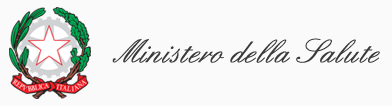 Ministero della Salute
REPVBBLICA ITALIANA